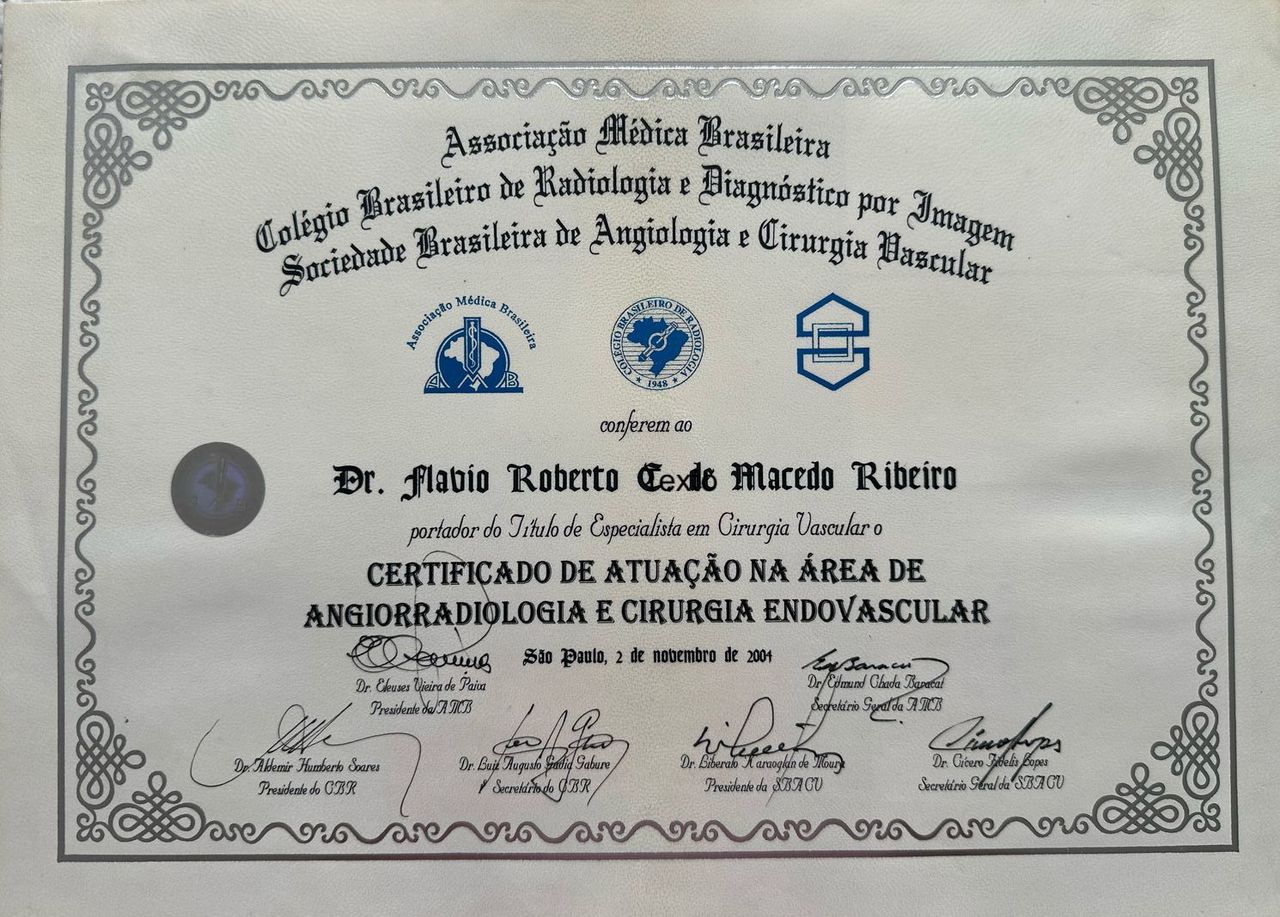 Associação Médica Brasileira
Colégio Brasileiro de Radiologia e Diagnóstico por Imagem
Sociedade Brasileira de Angiologia e Cirurgia Vascular
Associação Médica Brasileira
COLÉGIO BRASILEIRO DE RADIOLOGIA
★ 1948 ★
conferem ao
Dr. Flavio Roberto Macedo Ribeiro
portador do Título de Especialista em Cirurgia Vascular o
CERTIFICADO DE ATUAÇÃO NA ÁREA DE
ANGIORRADIOLOGIA E CIRURGIA ENDOVASCULAR
São Paulo, 2 de novembro de 2004
Dr. Eleuses Vieira de Paiva
Presidente da AMB
Dr. Edmund Chada Baracat
Secretário Geral da AMB
Dr. Aldemir Humberto Soares
Presidente do CBR
Dr. Luiz Augusto Gabure
Secretário do CBR
Dr. Liberato Karaoglan de Moura
Presidente da SBACV
Dr. Cícero Fidelis Lopes
Secretário Geral da SBACV